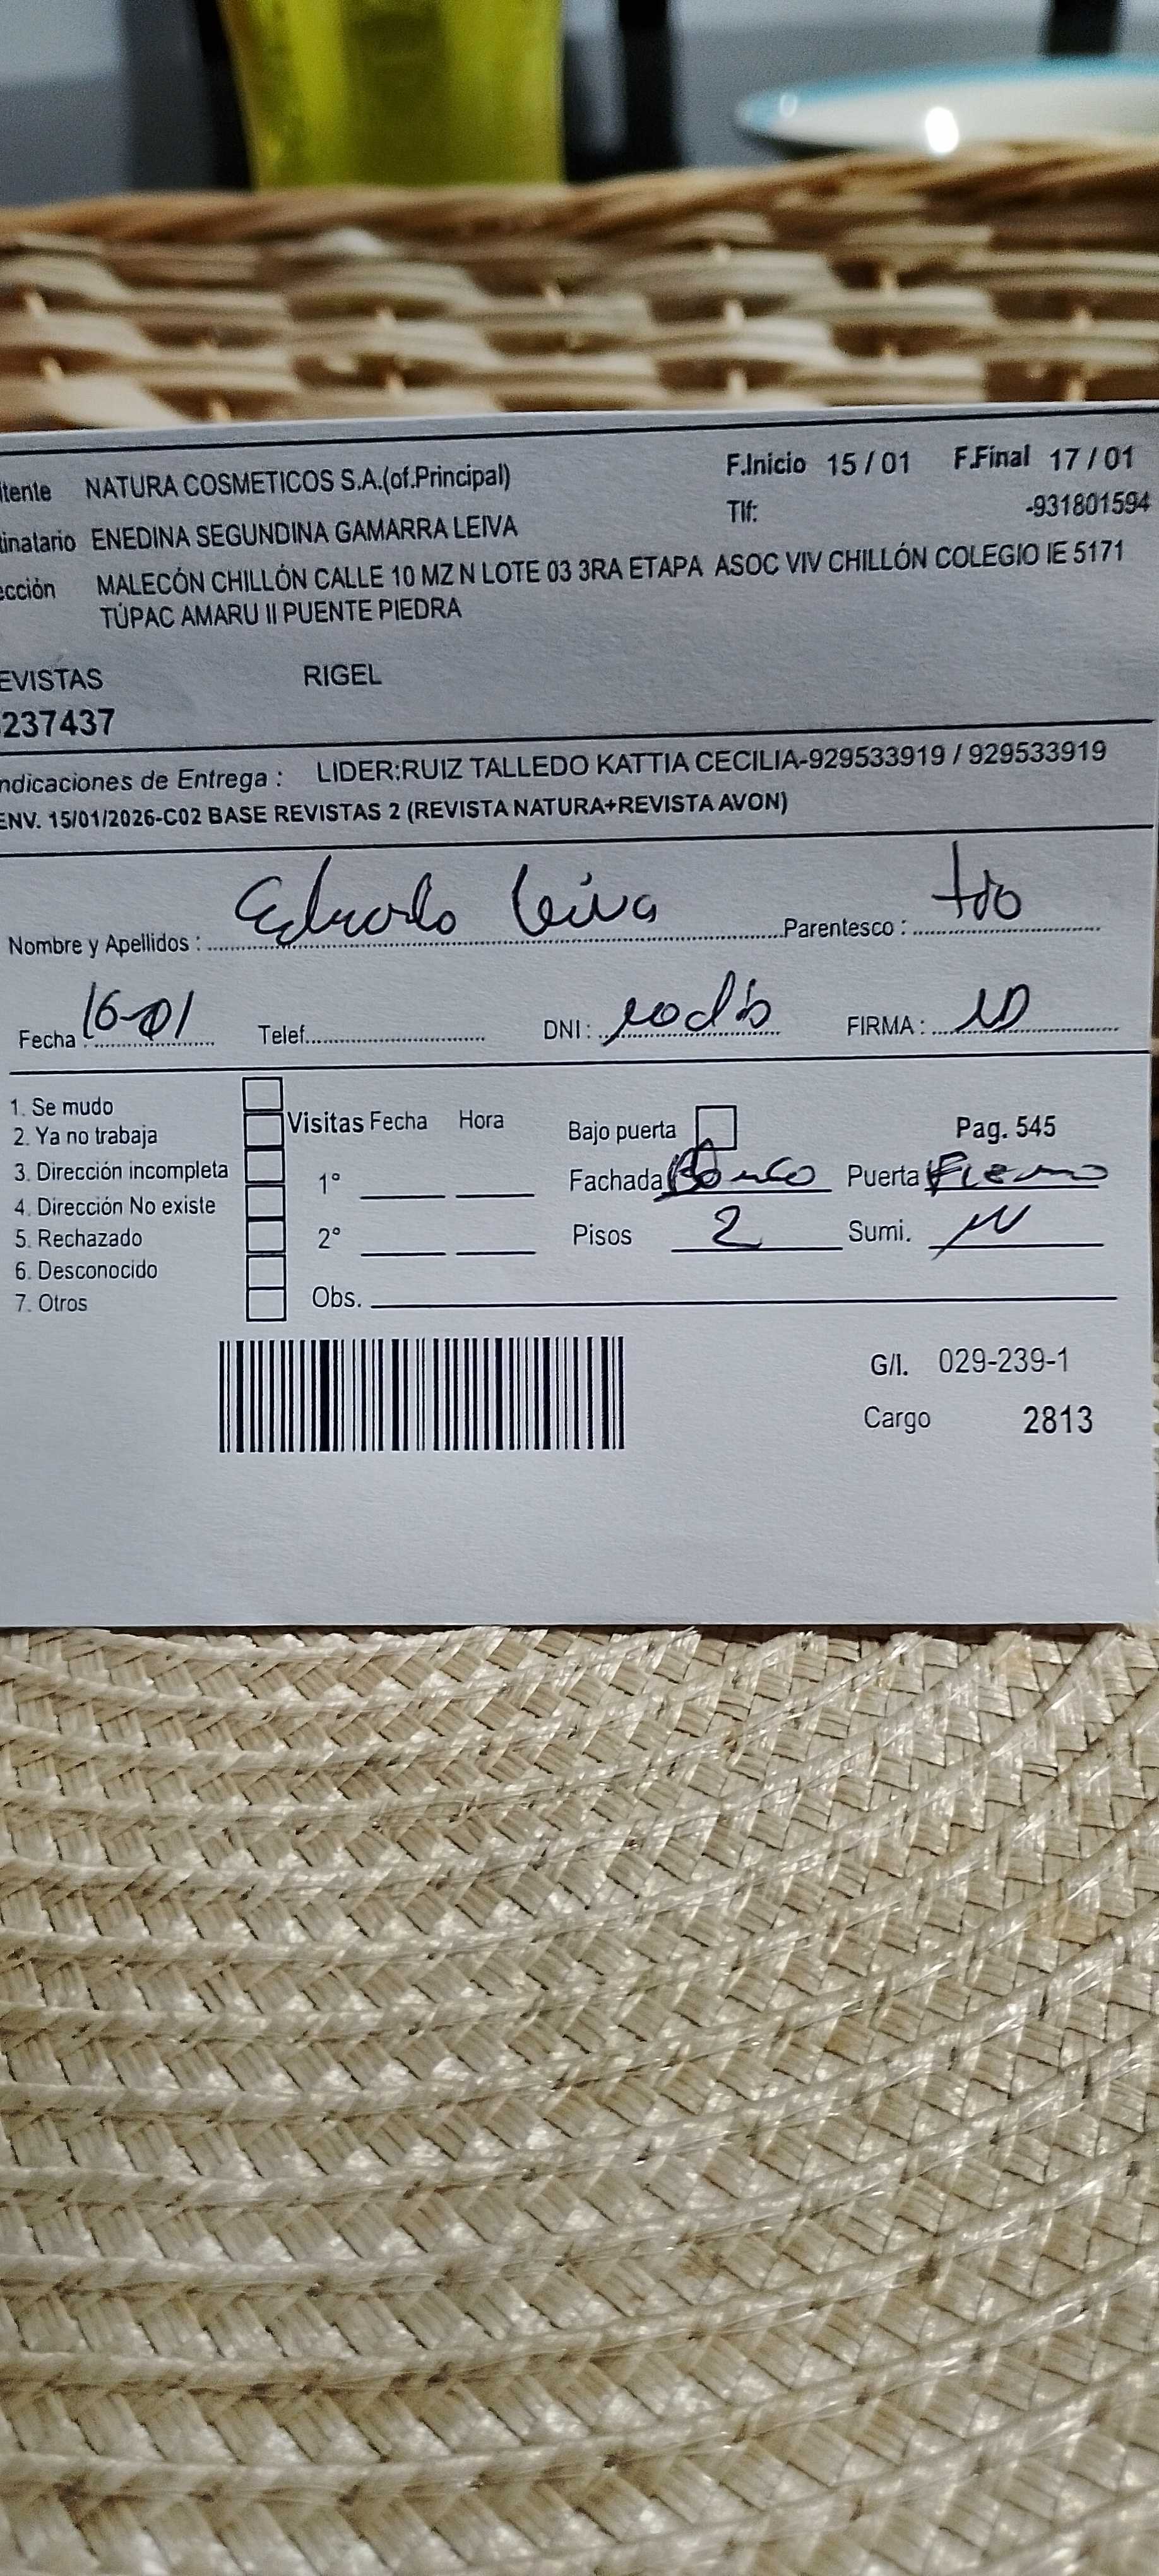 itente NATURA COSMETICOS S.A.(of.Principal) F.Inicio 15 / 01 F.Final 17 / 01
tinatario ENEDINA SEGUNDINA GAMARRA LEIVA Tlf: -931801594
ección MALECÓN CHILLÓN CALLE 10 MZ N LOTE 03 3RA ETAPA ASOC VIV CHILLÓN COLEGIO IE 5171
TÚPAC AMARU II PUENTE PIEDRA
EVISTAS RIGEL
237437
ndicaciones de Entrega : LIDER:RUIZ TALLEDO KATTIA CECILIA-929533919 / 929533919
ENV. 15/01/2026-C02 BASE REVISTAS 2 (REVISTA NATURA+REVISTA AVON)
Nombre y Apellidos : Eduardo Leiva Parentesco : tio
Fecha : 16-01 Telef. DNI : FIRMA :
1. Se mudo
2. Ya no trabaja
3. Dirección incompleta
4. Dirección No existe
5. Rechazado
6. Desconocido
7. Otros
Visitas Fecha Hora
1°
2°
Obs.
Bajo puerta Pag. 545
Fachada Blanco Puerta Fierro
Pisos 2 Sumi.
G/I. 029-239-1
Cargo 2813